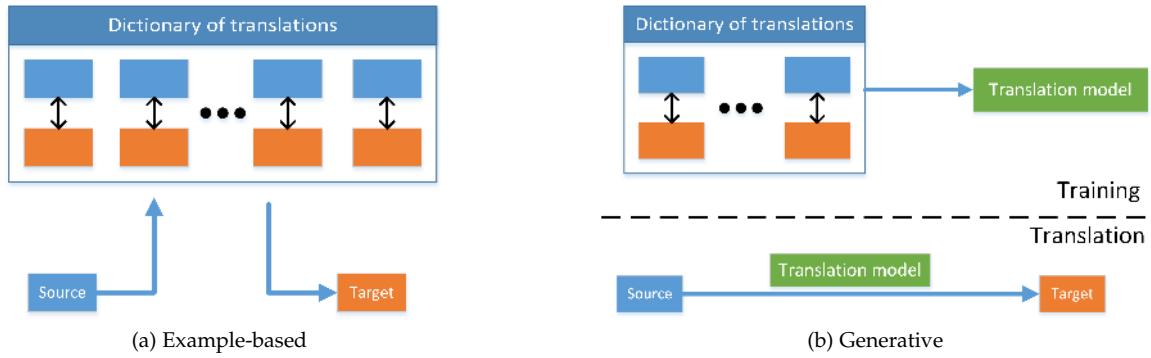 Dictionary of translations
Source
Target
(a) Example-based
Dictionary of translations
Translation model
Training
Translation
Translation model
Source
Target
(b) Generative